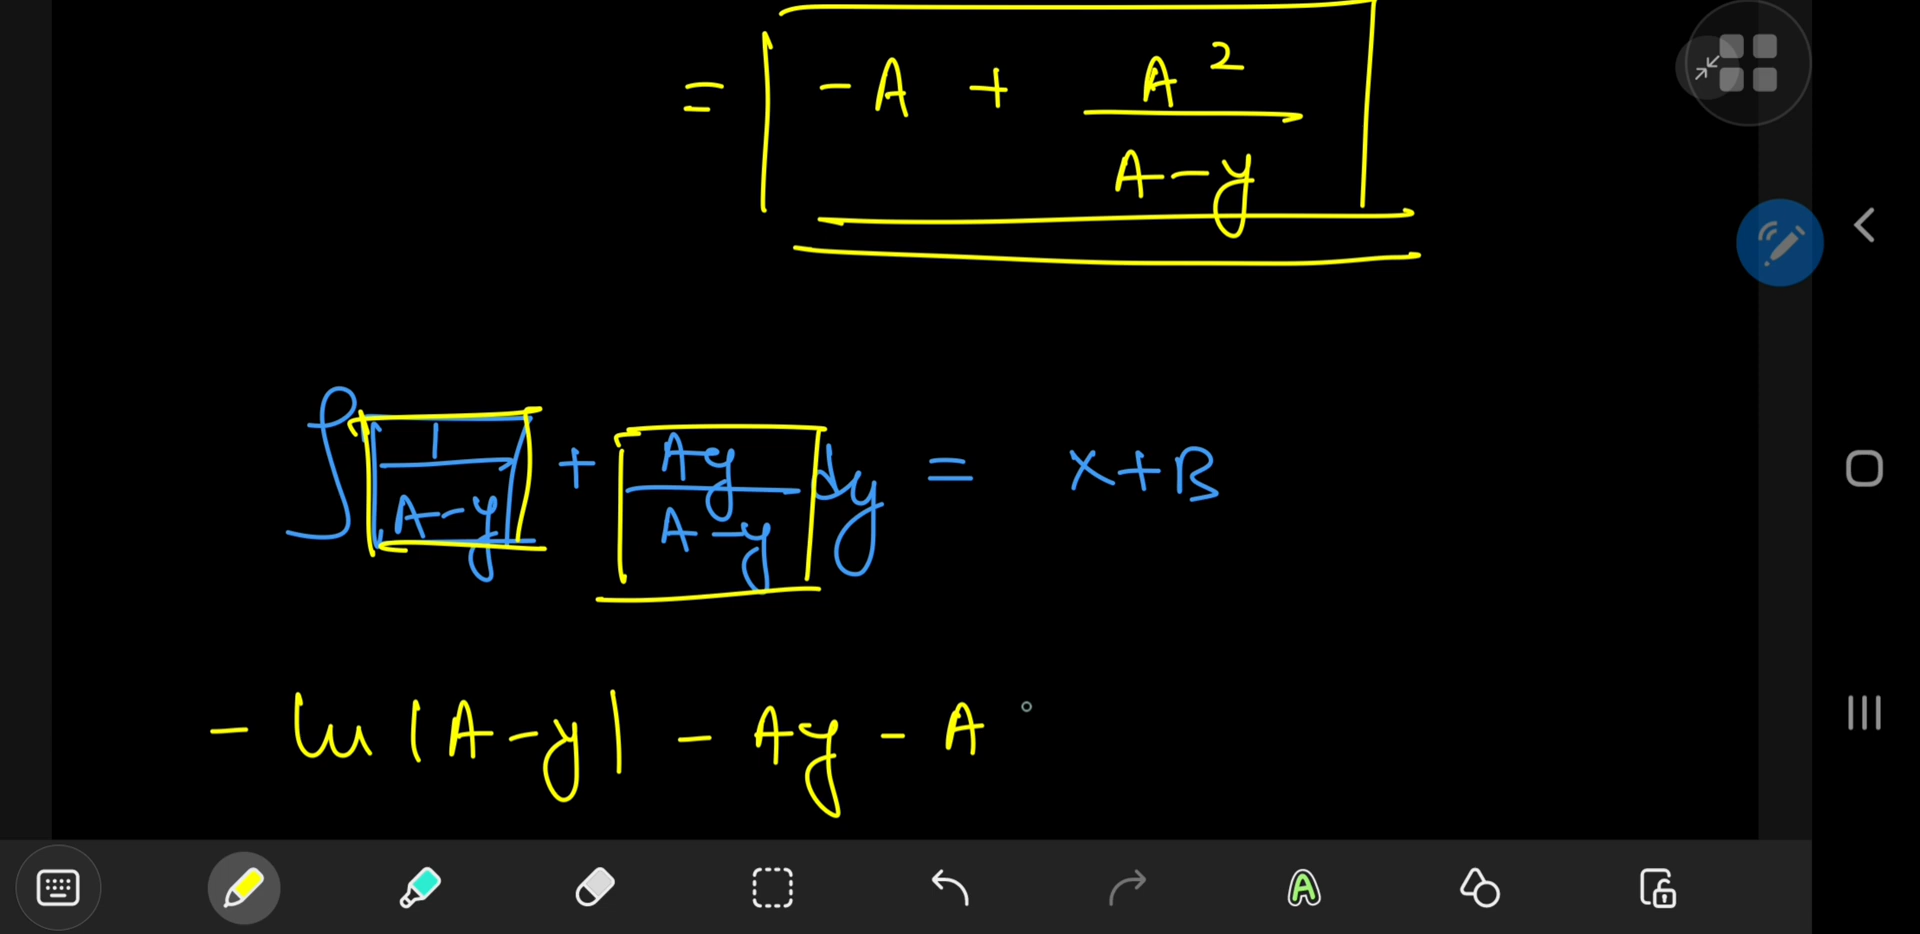 = -A + A² / (A-y)
∫ 1/(A-y) + Ay/(A-y) dy = x+B
- ln |A-y| - Ay - A